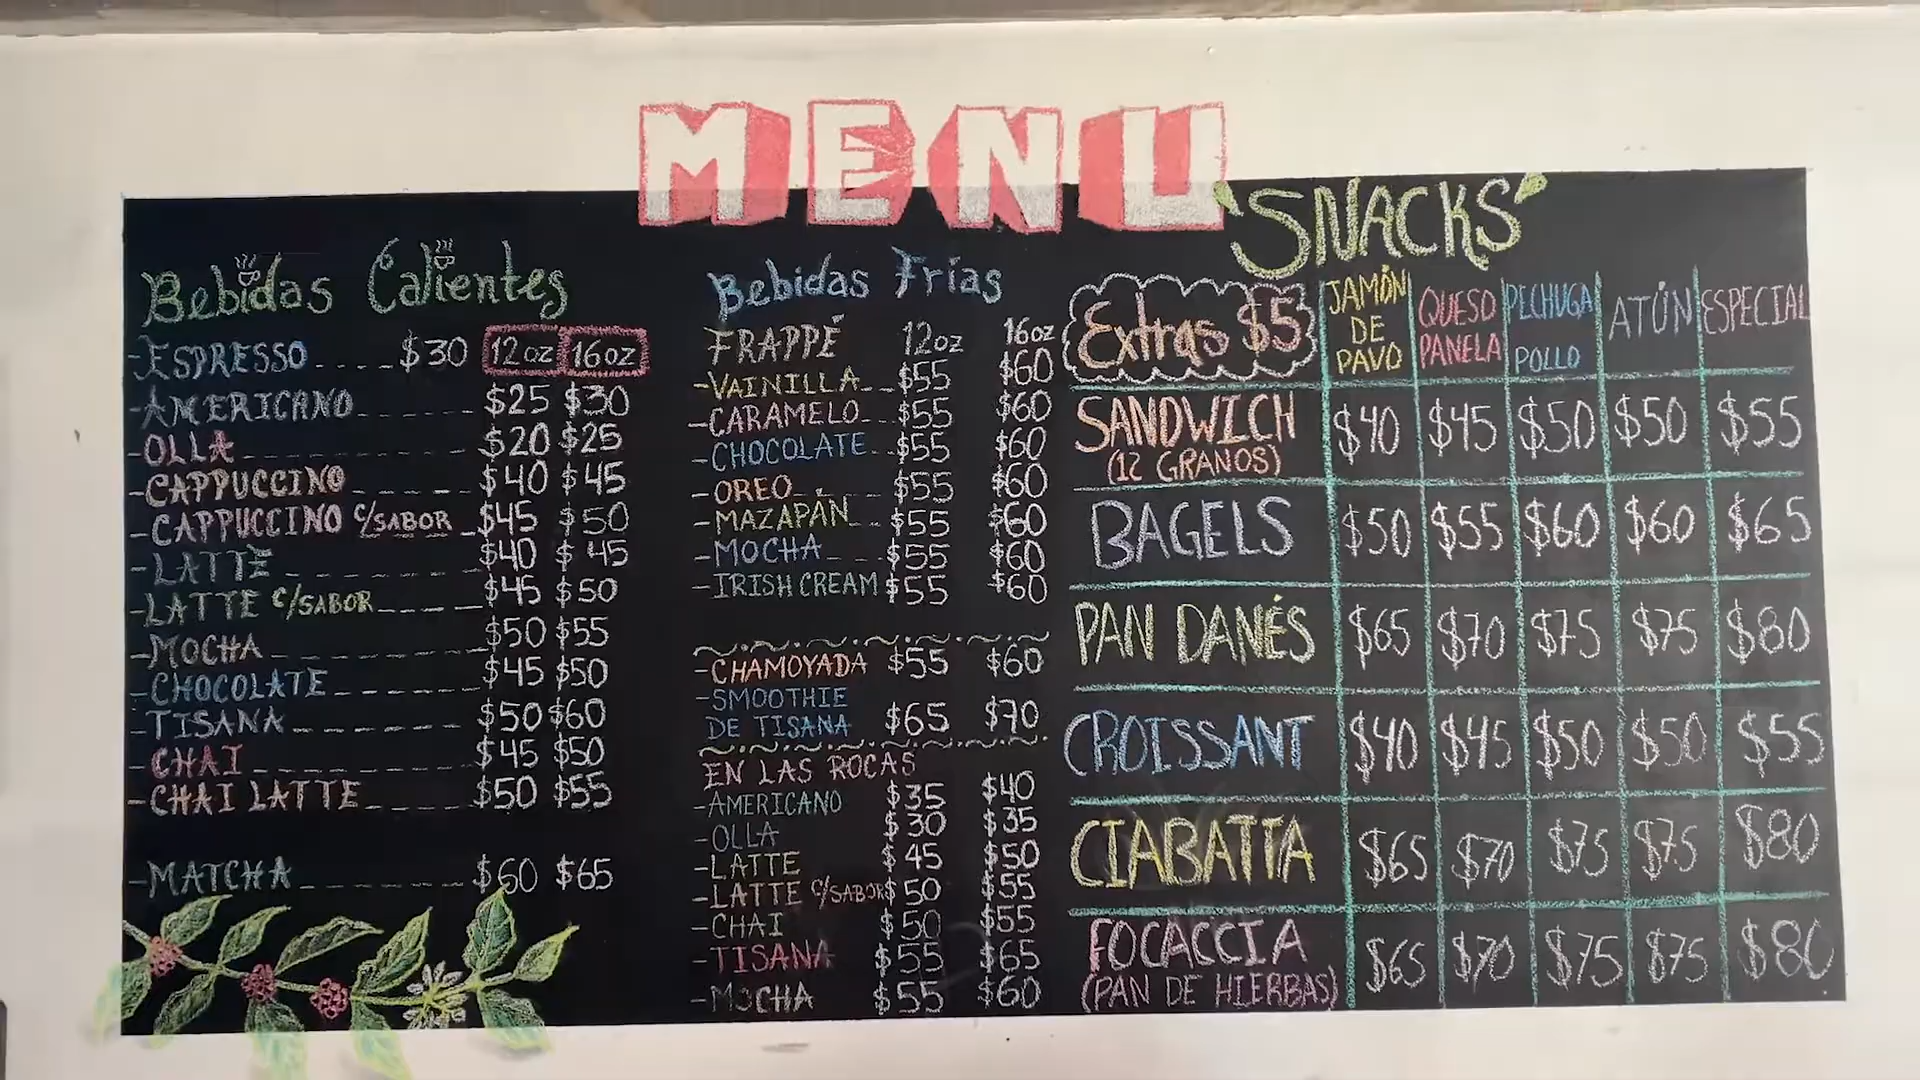 MENU
Bebidas Calientes
-ESPRESSO....$30 12oz 16oz
-AMERICANO $25 $30
-OLLA $20 $25
-CAPPUCCINO $40 $45
-CAPPUCCINO C/SABOR $45 $50
-LATTE $40 $45
-LATTE C/SABOR $45 $50
-MOCHA $50 $55
-CHOCOLATE $45 $50
-TISANA $50 $60
-CHAI $45 $50
-CHAI LATTE $50 $55
-MATCHA $60 $65
Bebidas Frías
FRAPPÉ 12oz 16oz
-VAINILLA $55 $60
-CARAMELO $55 $60
-CHOCOLATE $55 $60
-OREO $55 $60
-MAZAPÁN $55 $60
-MOCHA $55 $60
-IRISH CREAM $55 $60
-CHAMOYADA $55 $60
-SMOOTHIE
DE TISANA $65 $70
EN LAS ROCAS
-AMERICANO $35 $40
-OLLA $30 $35
-LATTE $45 $50
-LATTE C/SABOR $50 $55
-CHAI $50 $55
-TISANA $55 $65
-MOCHA $55 $60
'SNACKS'
Extras $5
JAMÓN DE PAVO
QUESO PANELA
PECHUGA POLLO
ATÚN
ESPECIAL
SANDWICH $40 $45 $50 $50 $55
(12 GRANOS)
BAGELS $50 $55 $60 $60 $65
PAN DANÉS $65 $70 $75 $75 $80
CROISSANT $40 $45 $50 $50 $55
CIABATTA $65 $70 $75 $75 $80
FOCACCIA $65 $70 $75 $75 $80
(PAN DE HIERBAS)